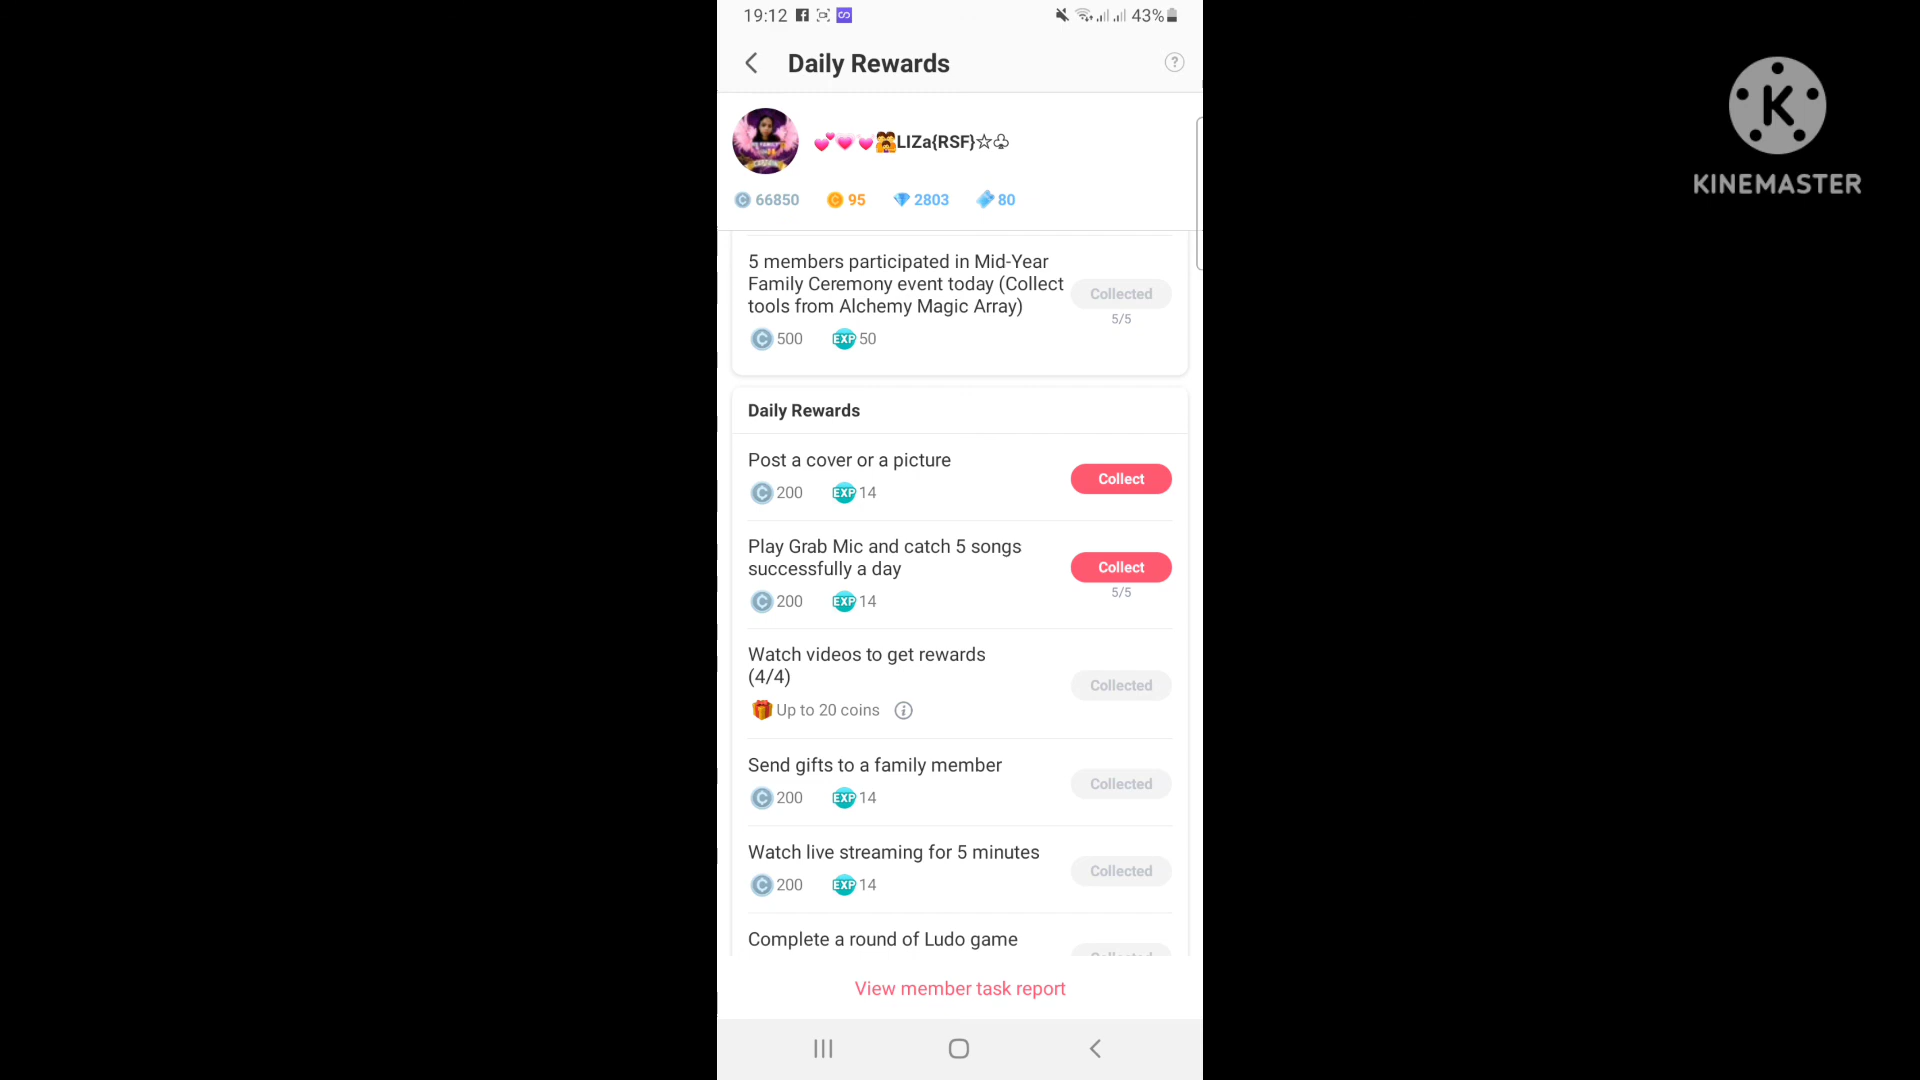 19:12 43%
Daily Rewards
LIZa{RSF}☆♧
66850 95 2803 80
5 members participated in Mid-Year
Family Ceremony event today (Collect
tools from Alchemy Magic Array)
Collected
5/5
500 EXP 50
Daily Rewards
Post a cover or a picture
Collect
200 EXP 14
Play Grab Mic and catch 5 songs
successfully a day
Collect
5/5
200 EXP 14
Watch videos to get rewards
(4/4)
Collected
Up to 20 coins
Send gifts to a family member
Collected
200 EXP 14
Watch live streaming for 5 minutes
Collected
200 EXP 14
Complete a round of Ludo game
View member task report
K
KINEMASTER